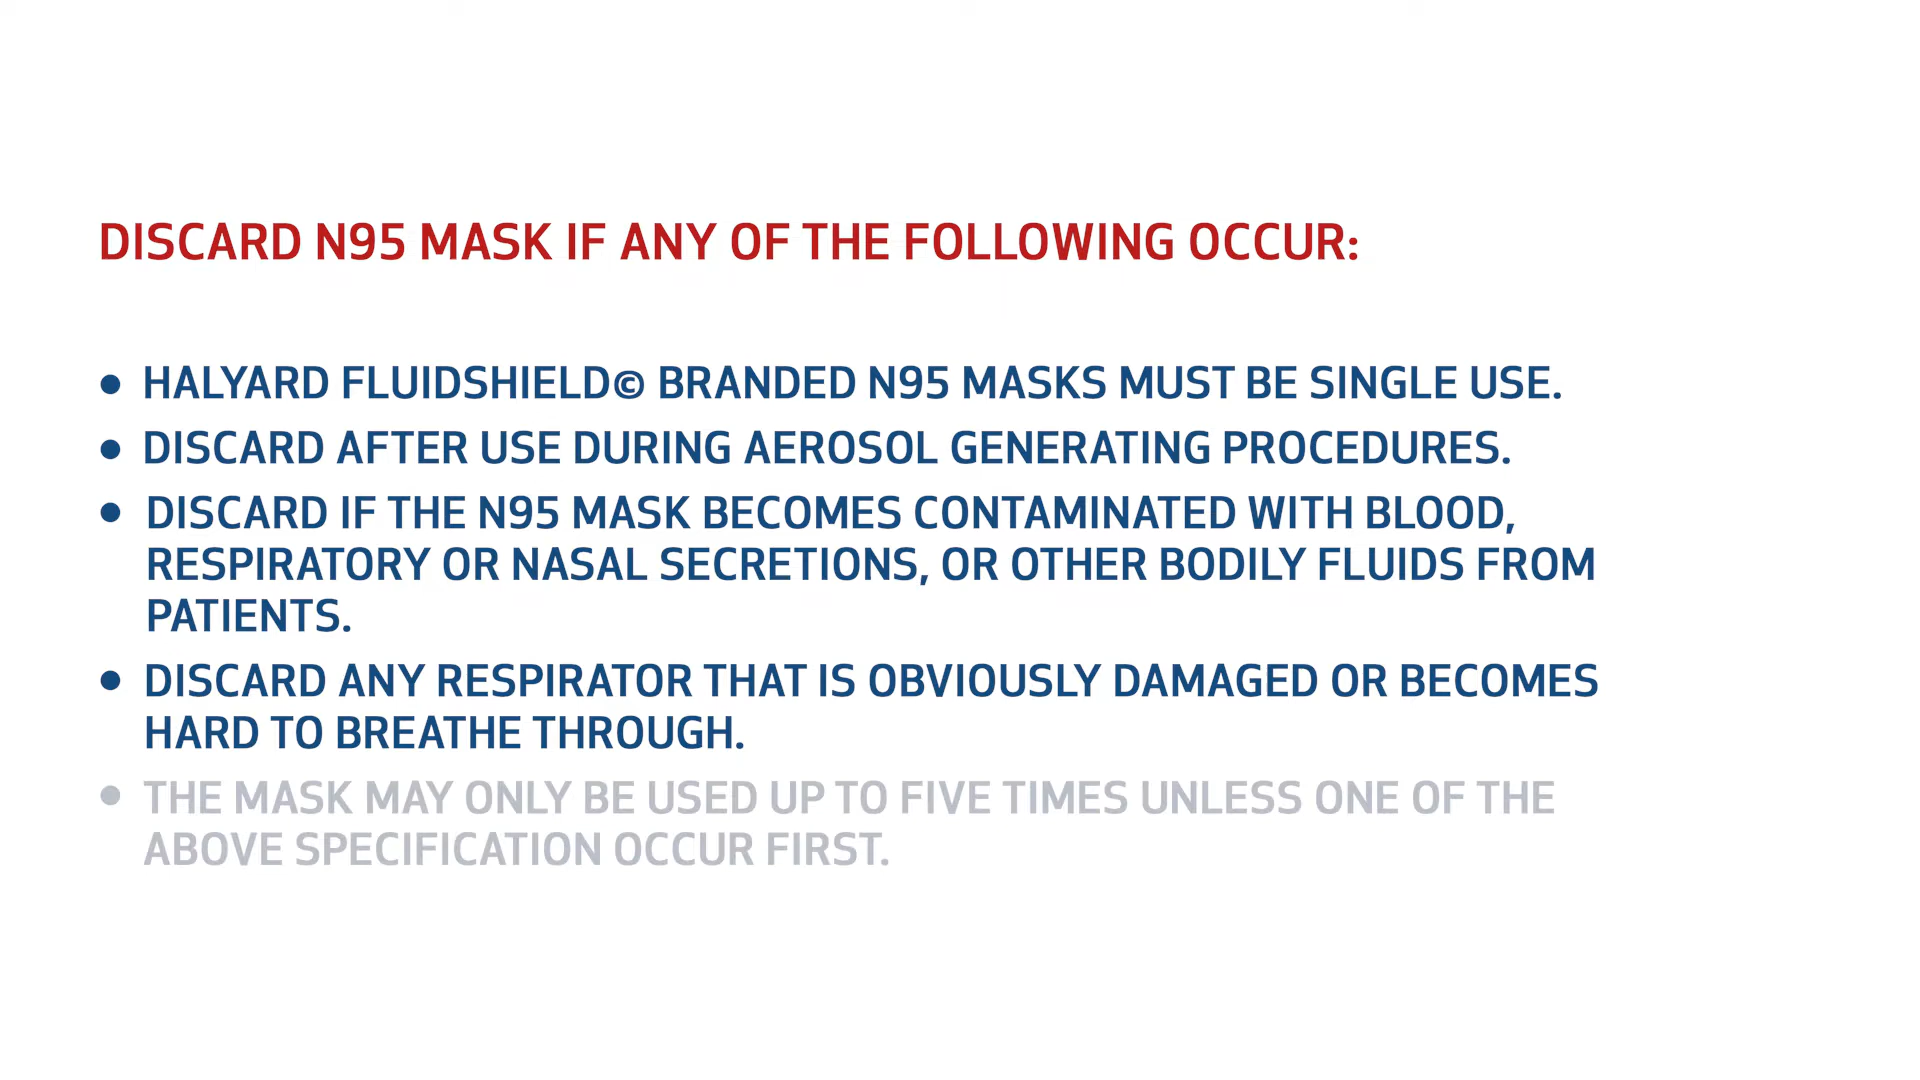 DISCARD N95 MASK IF ANY OF THE FOLLOWING OCCUR:
• HALYARD FLUIDSHIELD© BRANDED N95 MASKS MUST BE SINGLE USE.
• DISCARD AFTER USE DURING AEROSOL GENERATING PROCEDURES.
• DISCARD IF THE N95 MASK BECOMES CONTAMINATED WITH BLOOD,
RESPIRATORY OR NASAL SECRETIONS, OR OTHER BODILY FLUIDS FROM
PATIENTS.
• DISCARD ANY RESPIRATOR THAT IS OBVIOUSLY DAMAGED OR BECOMES
HARD TO BREATHE THROUGH.
• THE MASK MAY ONLY BE USED UP TO FIVE TIMES UNLESS ONE OF THE
ABOVE SPECIFICATION OCCUR FIRST.